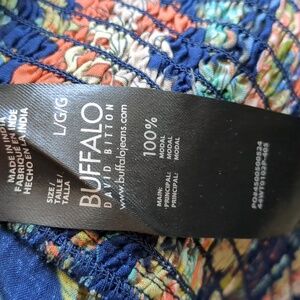 MADE IN INDIA
FABRIQUÉ EN INDE
HECHO EN LA INDIA
SIZE /
TAILLE /
TALLA
L/G/G
BUFFALO
DAVID BITTON
www.buffalojeans.com
MAIN:
PRINCIPAL:
PRINCIPAL:
100%
MODAL
MODAL
MODAL